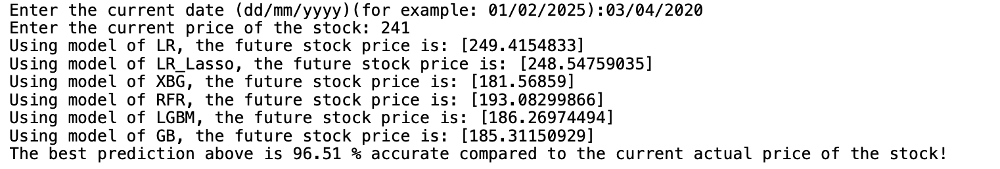 Enter the current date (dd/mm/yyyy)(for example: 01/02/2025):03/04/2020
Enter the current price of the stock: 241
Using model of LR, the future stock price is: [249.4154833]
Using model of LR_Lasso, the future stock price is: [248.54759035]
Using model of XBG, the future stock price is: [181.56859]
Using model of RFR, the future stock price is: [193.08299866]
Using model of LGBM, the future stock price is: [186.26974494]
Using model of GB, the future stock price is: [185.31150929]
The best prediction above is 96.51 % accurate compared to the current actual price of the stock!